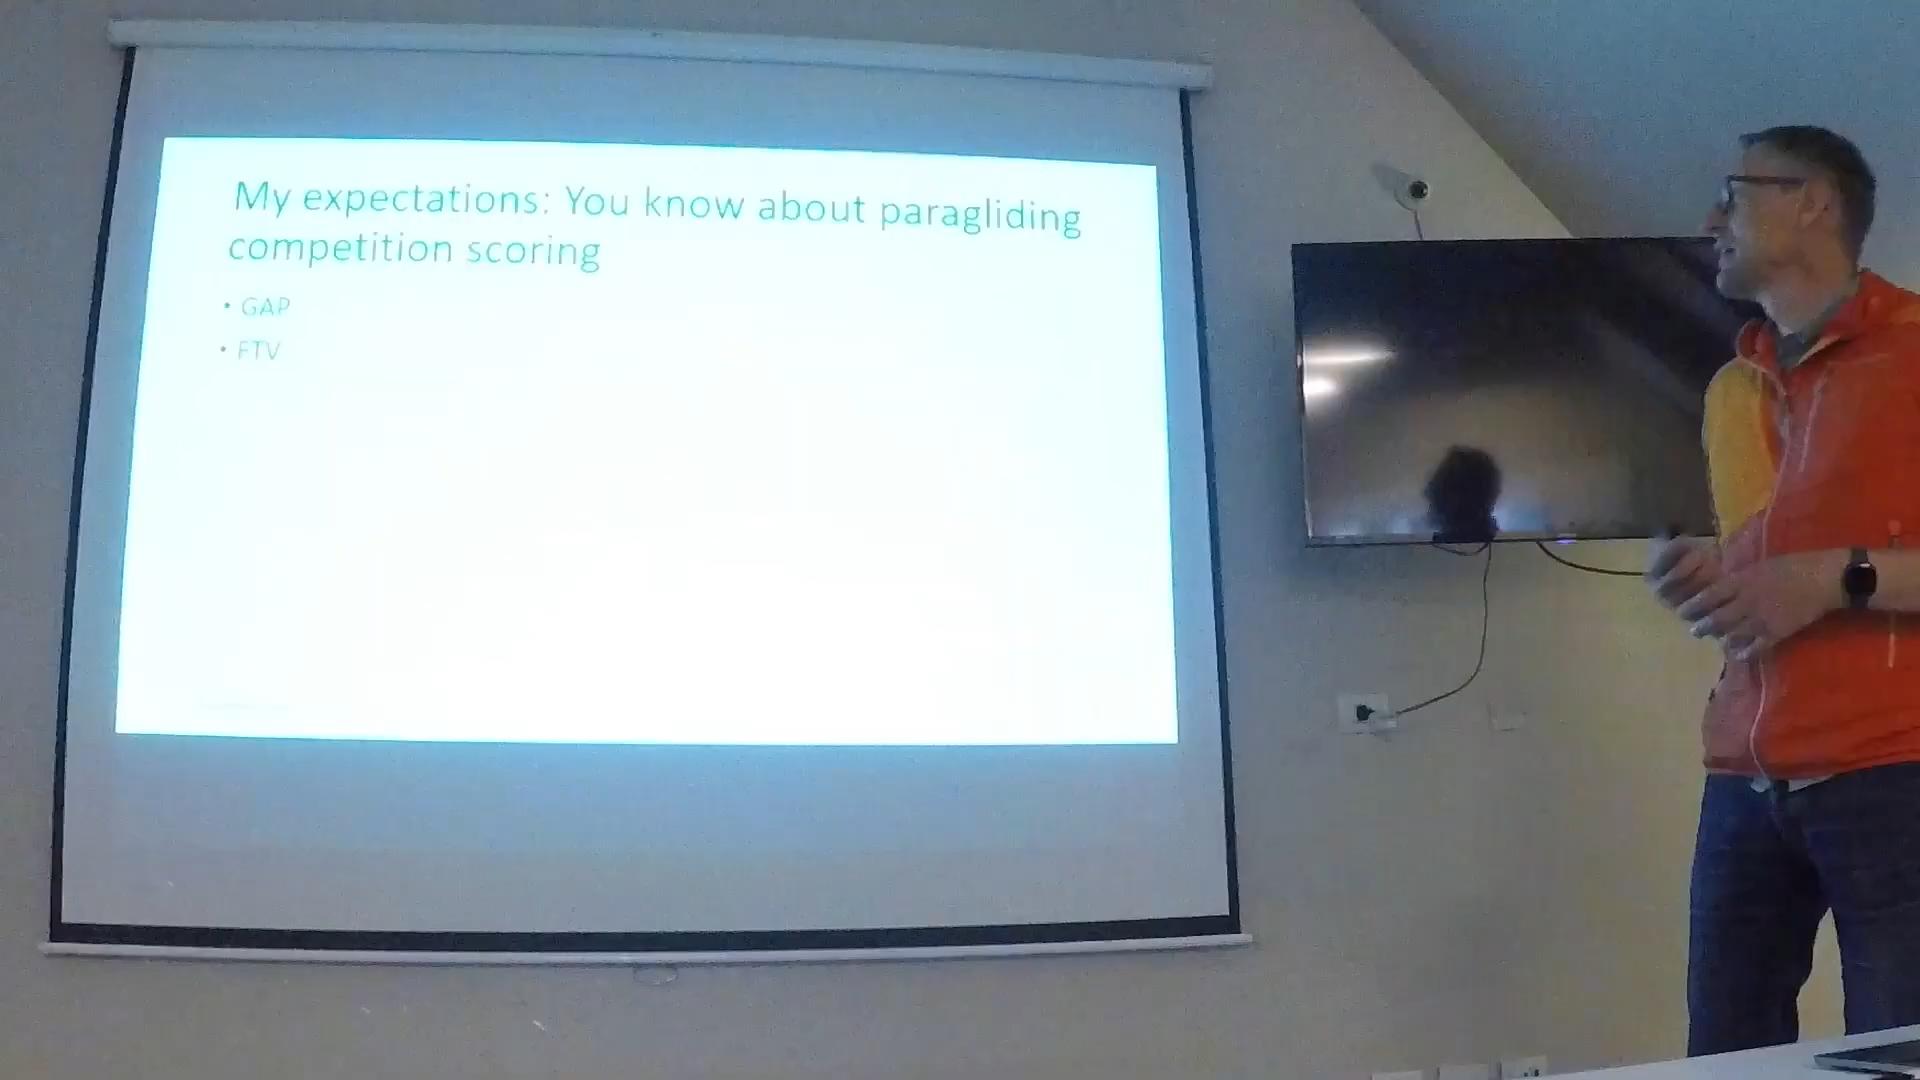 My expectations: You know about paragliding
competition scoring
• GAP
• FTV